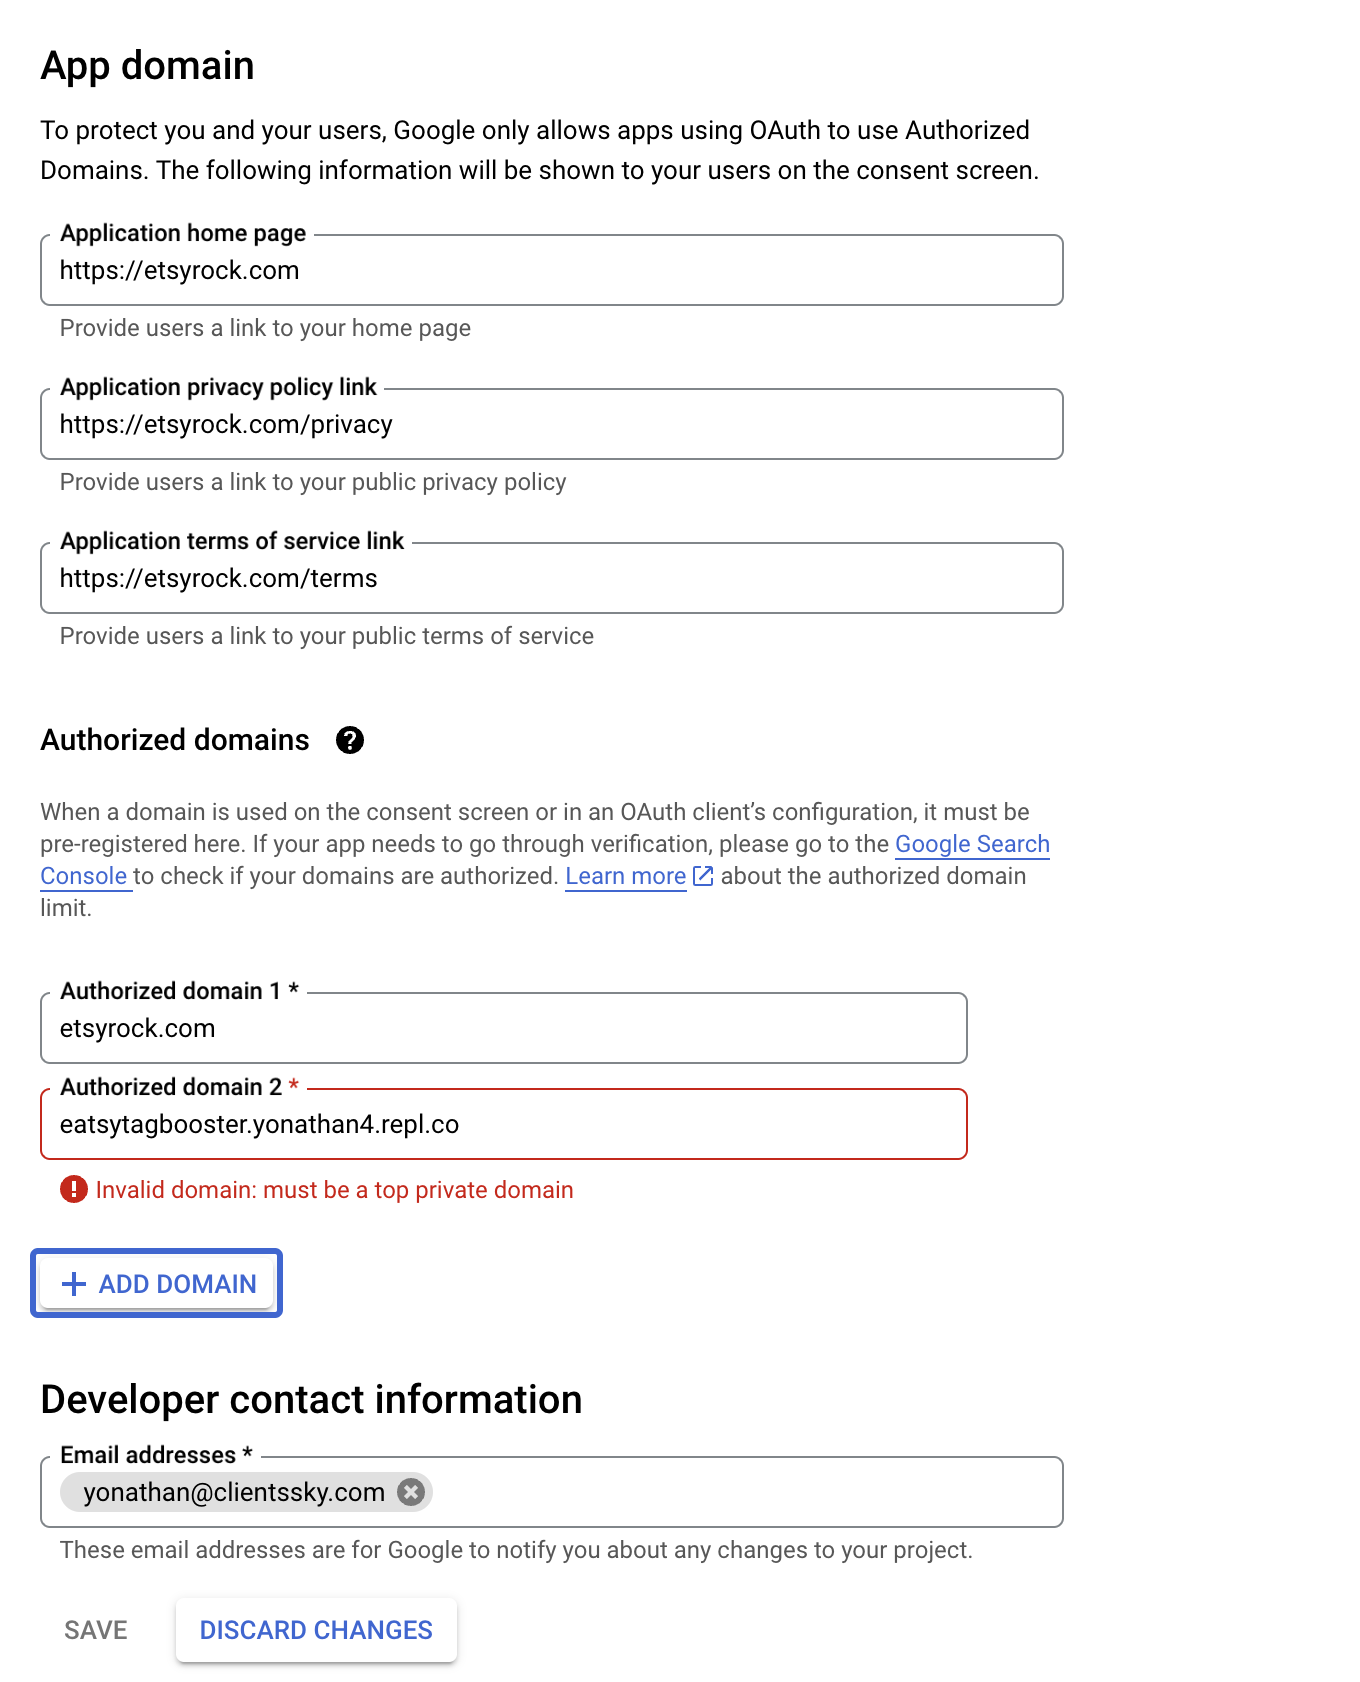 App domain
To protect you and your users, Google only allows apps using OAuth to use Authorized
Domains. The following information will be shown to your users on the consent screen.
Application home page
https://etsyrock.com
Provide users a link to your home page
Application privacy policy link
https://etsyrock.com/privacy
Provide users a link to your public privacy policy
Application terms of service link
https://etsyrock.com/terms
Provide users a link to your public terms of service
Authorized domains ?
When a domain is used on the consent screen or in an OAuth client's configuration, it must be
pre-registered here. If your app needs to go through verification, please go to the Google Search
Console to check if your domains are authorized. Learn more about the authorized domain
limit.
Authorized domain 1 *
etsyrock.com
Authorized domain 2 *
eatsytagbooster.yonathan4.repl.co
Invalid domain: must be a top private domain
+ ADD DOMAIN
Developer contact information
Email addresses *
yonathan@clientssky.com
These email addresses are for Google to notify you about any changes to your project.
SAVE DISCARD CHANGES